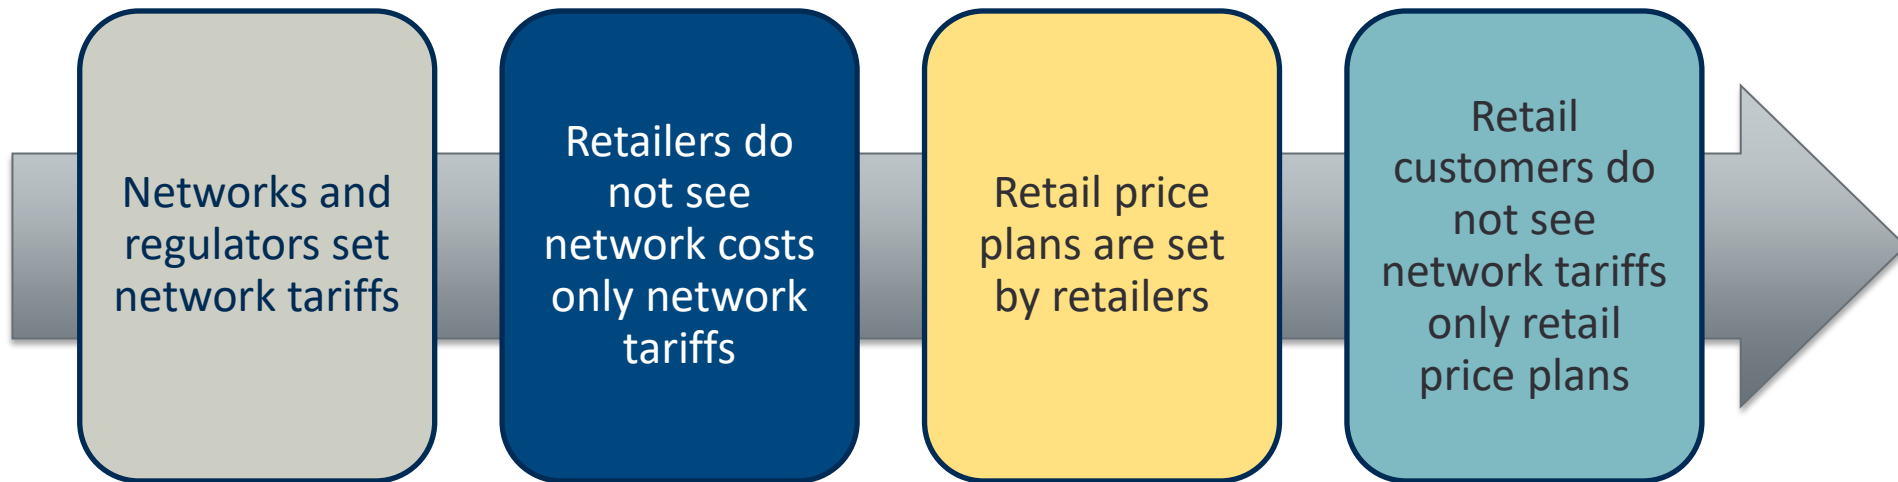 Networks and
regulators set
network tariffs
Retailers do
not see
network costs
only network
tariffs
Retail price
plans are set
by retailers
Retail
customers do
not see
network tariffs
only retail
price plans